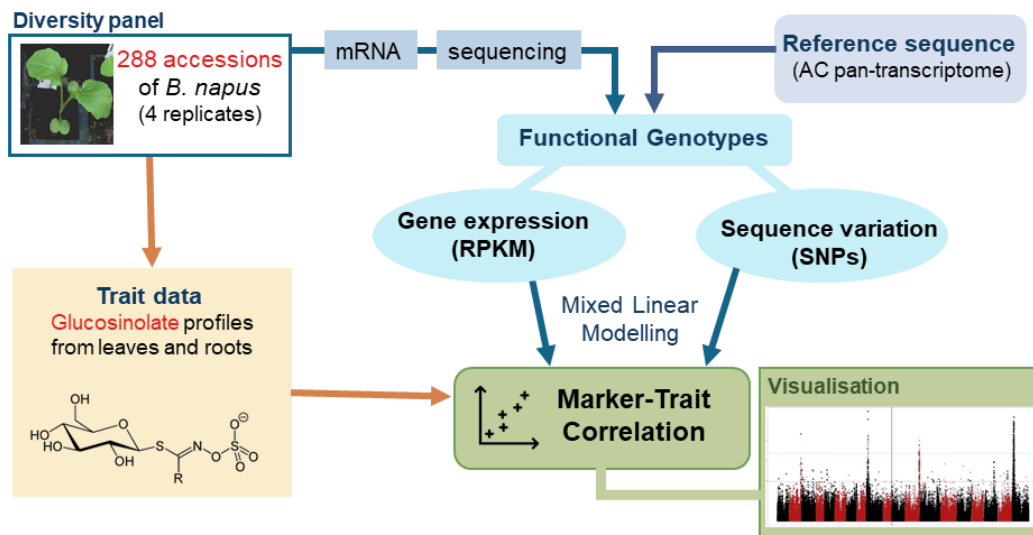 Diversity panel
288 accessions
of B. napus
(4 replicates)
mRNA
sequencing
Reference sequence
(AC pan-transcriptome)
Functional Genotypes
Gene expression
(RPKM)
Sequence variation
(SNPs)
Mixed Linear
Modelling
Trait data
Glucosinolate profiles
from leaves and roots
OH
HO
HO
OH
O
S
N
O
S
O
O
O
⊖
R
Marker-Trait
Correlation
Visualisation